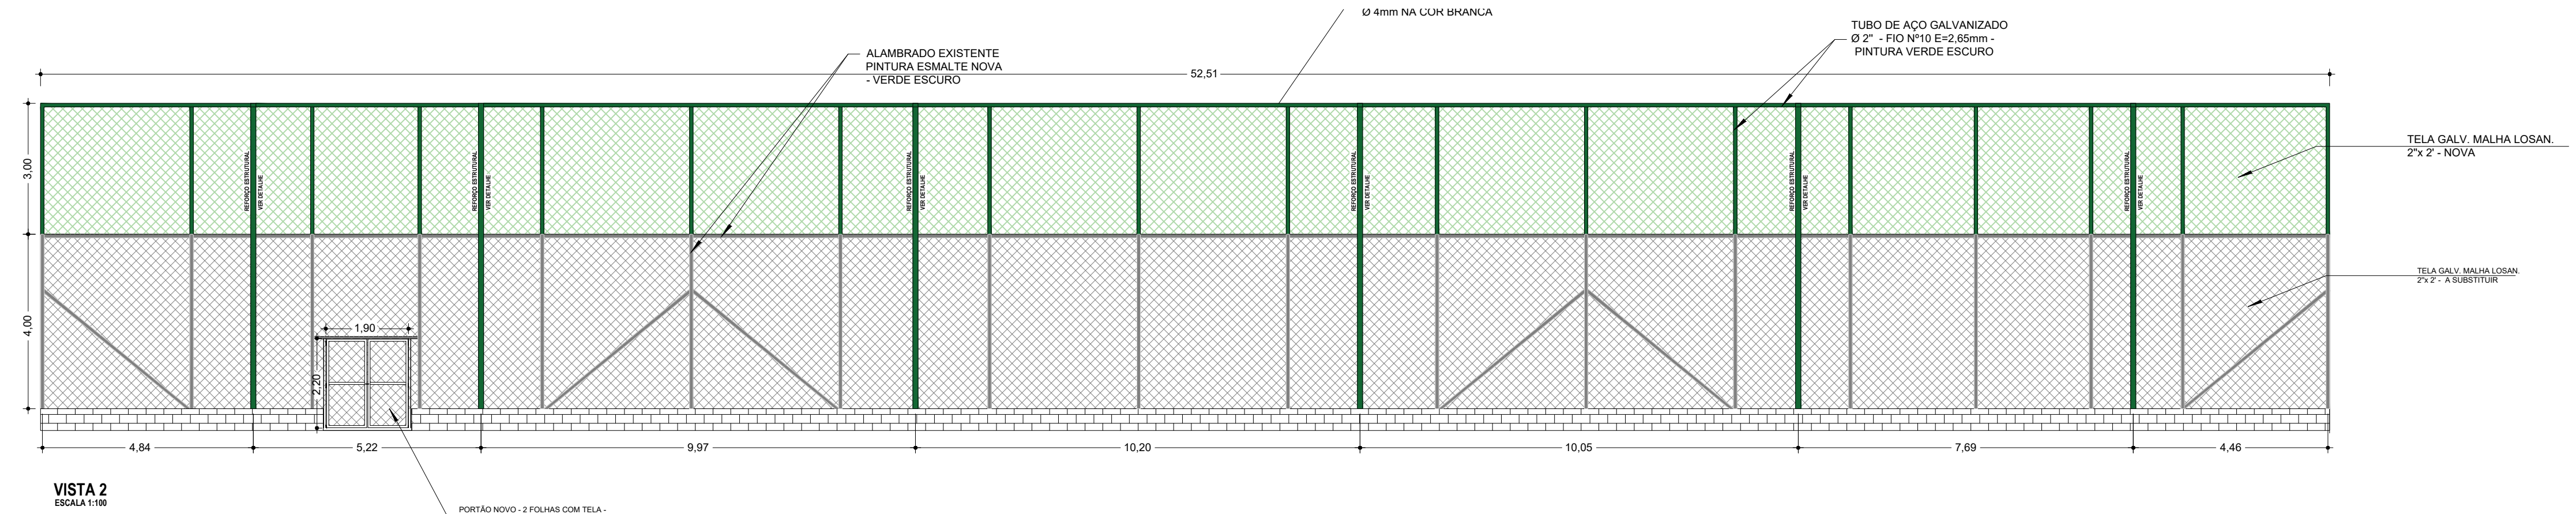 Ø 4mm NA COR BRANCA
TUBO DE AÇO GALVANIZADO
Ø 2" - FIO Nº10 E=2,65mm -
PINTURA VERDE ESCURO
ALAMBRADO EXISTENTE
PINTURA ESMALTE NOVA
- VERDE ESCURO
52,51
TELA GALV. MALHA LOSAN.
2"x 2' - NOVA
3,00
REFORÇO ESTRUTURAL
VER DETALHE
REFORÇO ESTRUTURAL
VER DETALHE
REFORÇO ESTRUTURAL
VER DETALHE
REFORÇO ESTRUTURAL
VER DETALHE
REFORÇO ESTRUTURAL
VER DETALHE
REFORÇO ESTRUTURAL
VER DETALHE
TELA GALV. MALHA LOSAN.
2"x 2' - A SUBSTITUIR
4,00
1,90
2,20
4,84
5,22
9,97
10,20
10,05
7,69
4,46
VISTA 2
ESCALA 1:100
PORTÃO NOVO - 2 FOLHAS COM TELA -